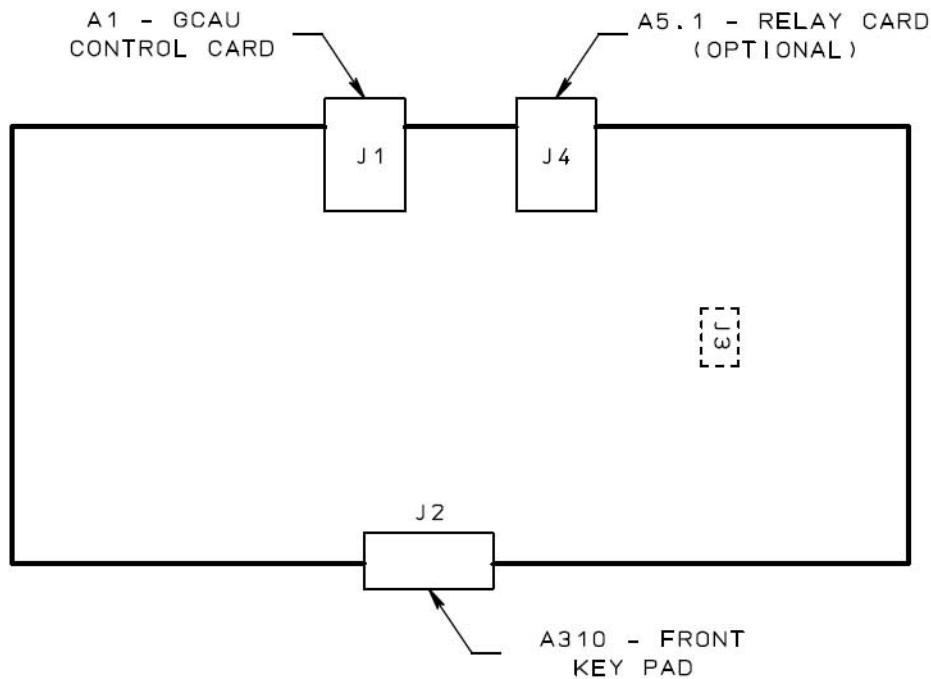 A1 - GCAU
CONTROL CARD
A5.1 - RELAY CARD
(OPTIONAL)
J1
J4
J3
J2
A310 - FRONT
KEY PAD